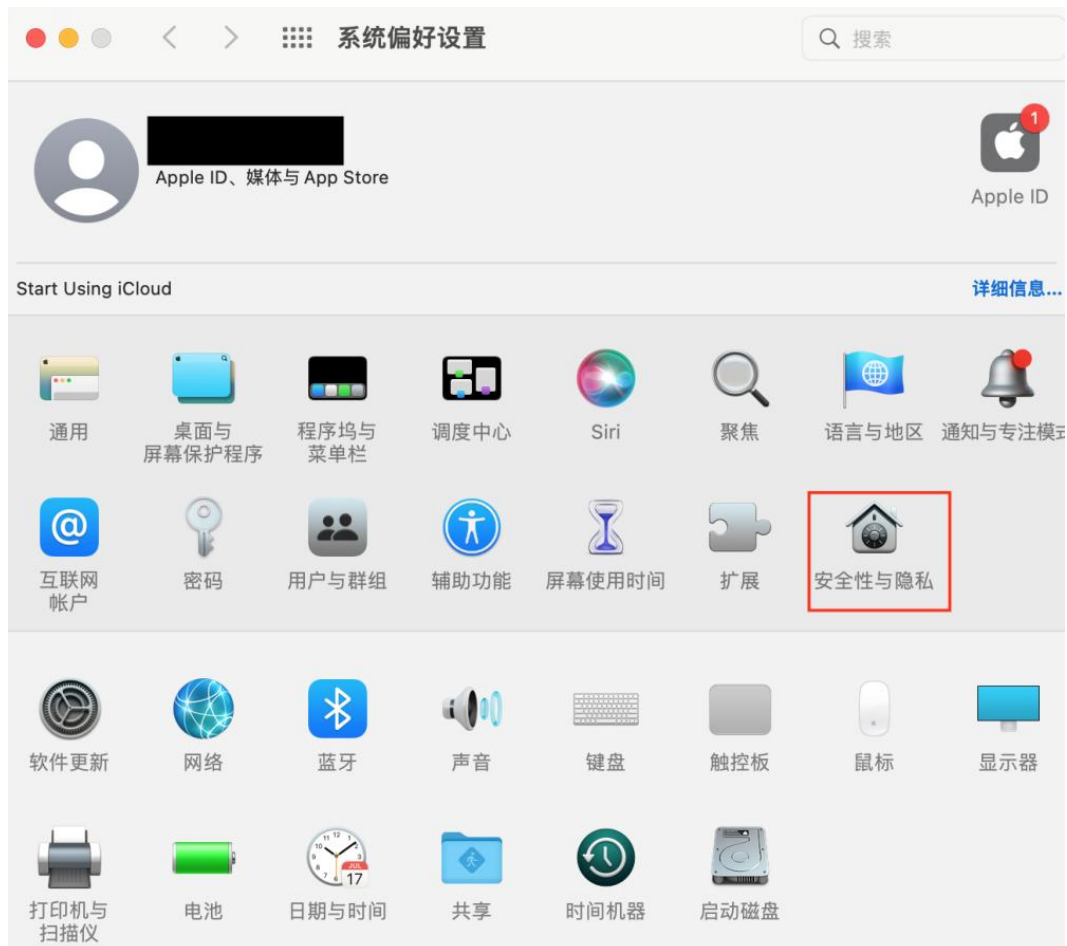 系统偏好设置
搜索
1
Apple ID、媒体与 App Store
Apple ID
Start Using iCloud
详细信息...
通用
桌面与
屏幕保护程序
程序坞与
菜单栏
调度中心
Siri
聚焦
语言与地区
通知与专注模式
互联网
帐户
密码
用户与群组
辅助功能
屏幕使用时间
扩展
安全性与隐私
软件更新
网络
蓝牙
声音
键盘
触控板
鼠标
显示器
打印机与
扫描仪
电池
JUL
17
日期与时间
共享
时间机器
启动磁盘